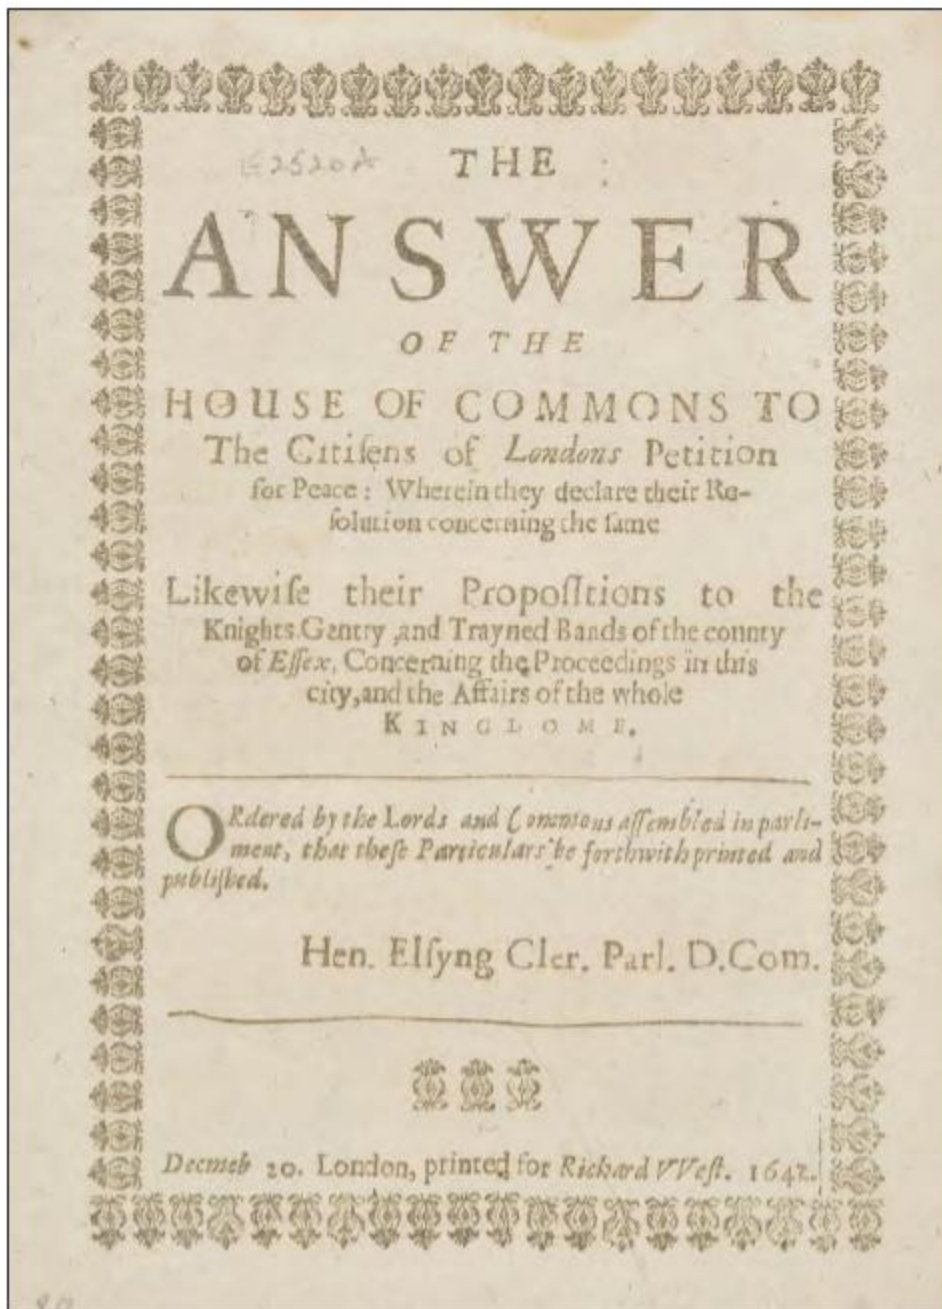 E2520A
THE
ANSWER
OF THE
HOUSE OF COMMONS TO
The Citiſens of Londons Petition
for Peace: Wherein they declare their Re-
ſolution concerning the ſame
Likewiſe their Propoſitions to the
Knights Gentry, and Trayned Bands of the county
of Eſſex, Concerning the Proceedings in this
city, and the Affairs of the whole
KINGLOME.
ORdered by the Lords and Commons aſſembled in parli-
ment, that theſe Particulars be forthwith printed and
publiſhed.
Hen. Elſyng Cler. Parl. D. Com.
Decmeb 20. London, printed for Richard VVeſt. 1642.